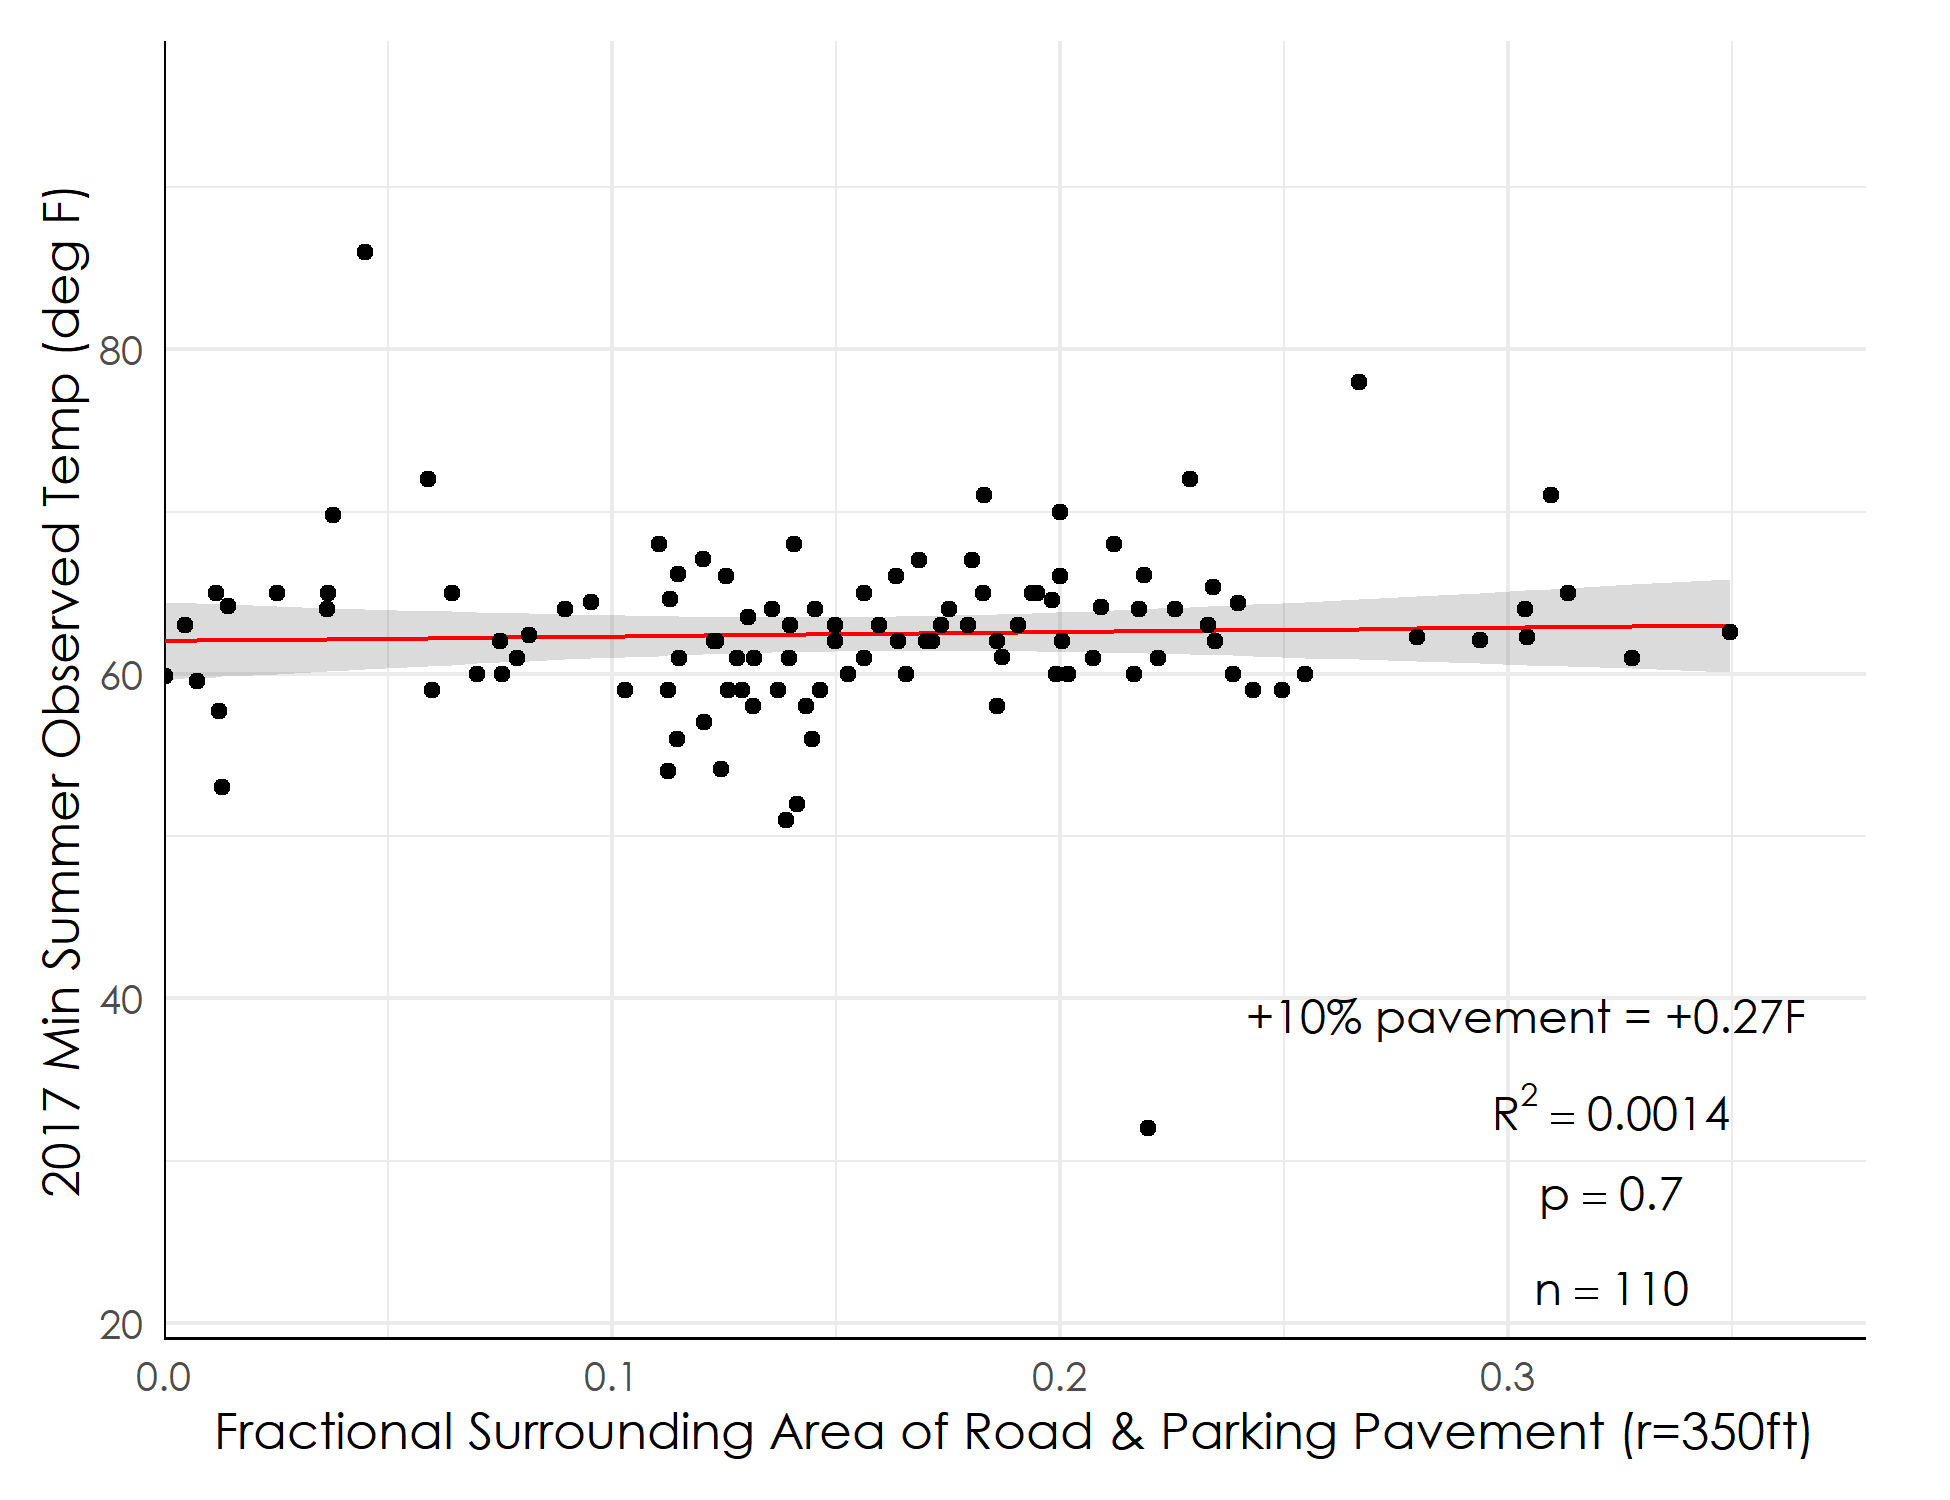 2017 Min Summer Observed Temp (deg F)
80
60
40
20
+10% pavement = +0.27F
R² = 0.0014
p = 0.7
n = 110
0.0 0.1 0.2 0.3
Fractional Surrounding Area of Road & Parking Pavement (r=350ft)